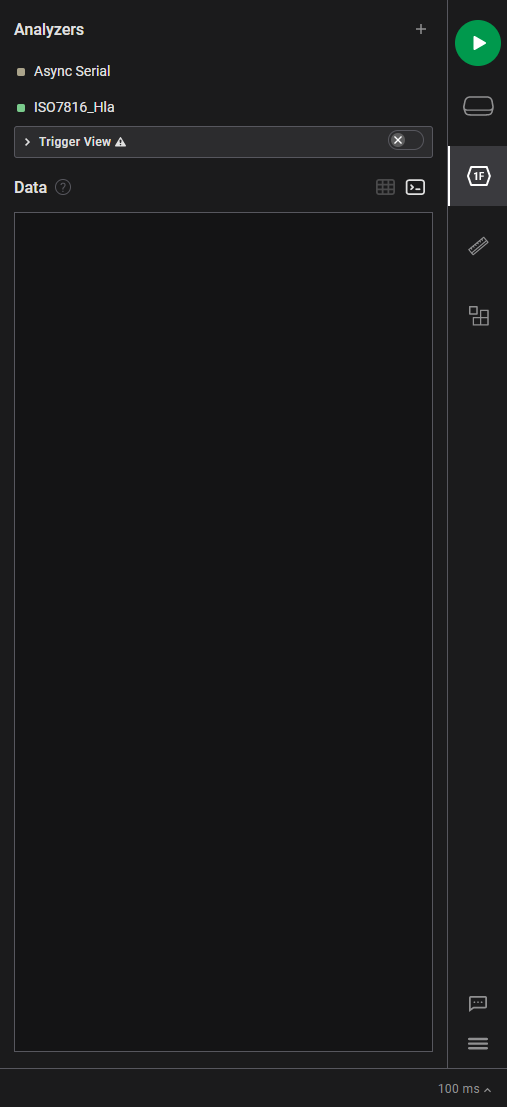 Analyzers
Async Serial
ISO7816_Hla
Trigger View
Data
1F
100 ms